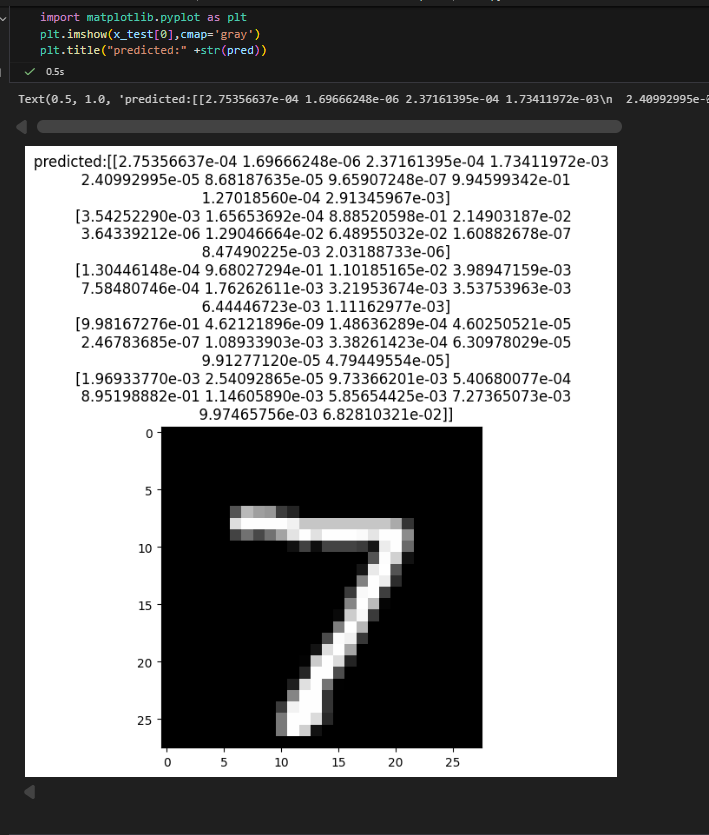 import matplotlib.pyplot as plt
plt.imshow(x_test[0],cmap='gray')
plt.title("predicted:" +str(pred))
0.5s
Text(0.5, 1.0, 'predicted:[[2.75356637e-04 1.69666248e-06 2.37161395e-04 1.73411972e-03\n  2.40992995e-0
predicted:[[2.75356637e-04 1.69666248e-06 2.37161395e-04 1.73411972e-03
2.40992995e-05 8.68187635e-05 9.65907248e-07 9.94599342e-01
1.27018560e-04 2.91345967e-03]
[3.54252290e-03 1.65653692e-04 8.88520598e-01 2.14903187e-02
3.64339212e-06 1.29046664e-02 6.48955032e-02 1.60882678e-07
8.47490225e-03 2.03188733e-06]
[1.30446148e-04 9.68027294e-01 1.10185165e-02 3.98947159e-03
7.58480746e-04 1.76262611e-03 3.21953674e-03 3.53753963e-03
6.44446723e-03 1.11162977e-03]
[9.98167276e-01 4.62121896e-09 1.48636289e-04 4.60250521e-05
2.46783685e-07 1.08933903e-03 3.38261423e-04 6.30978029e-05
9.91277120e-05 4.79449554e-05]
[1.96933770e-03 2.54092865e-05 9.73366201e-03 5.40680077e-04
8.95198882e-01 1.14605890e-03 5.85654425e-03 7.27365073e-03
9.97465756e-03 6.82810321e-02]]
0
5
10
15
20
25
7
0 5 10 15 20 25